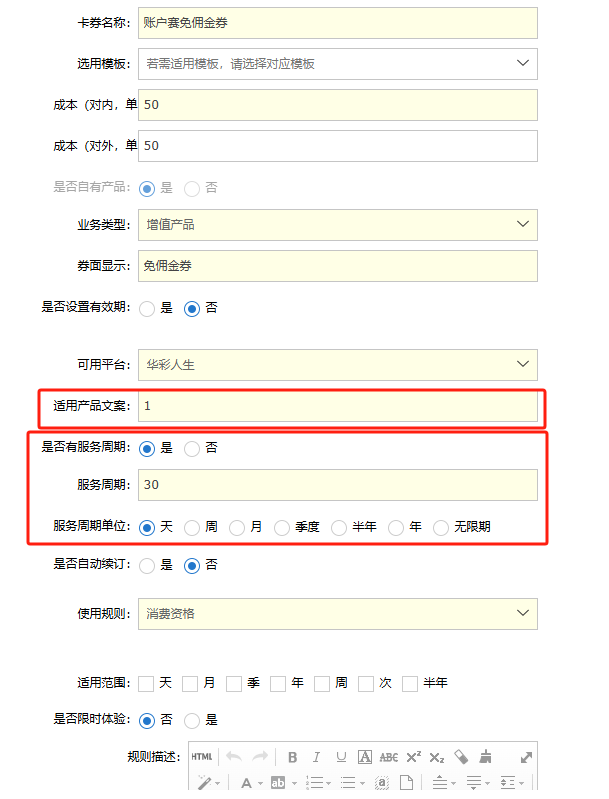 卡券名称: 账户赛免佣金券
选用模板: 若需适用模板，请选择对应模板
成本（对内，单 50
成本（对外，单 50
是否自有产品: 是 否
业务类型: 增值产品
券面显示: 免佣金券
是否设置有效期: 是 否
可用平台: 华彩人生
适用产品文案: 1
是否有服务周期: 是 否
服务周期: 30
服务周期单位: 天 周 月 季度 半年 年 无限期
是否自动续订: 是 否
使用规则: 消费资格
适用范围: 天 月 季 年 周 次 半年
是否限时体验: 否 是
规则描述: HTML B I U A ABC X² X₂
A ab a